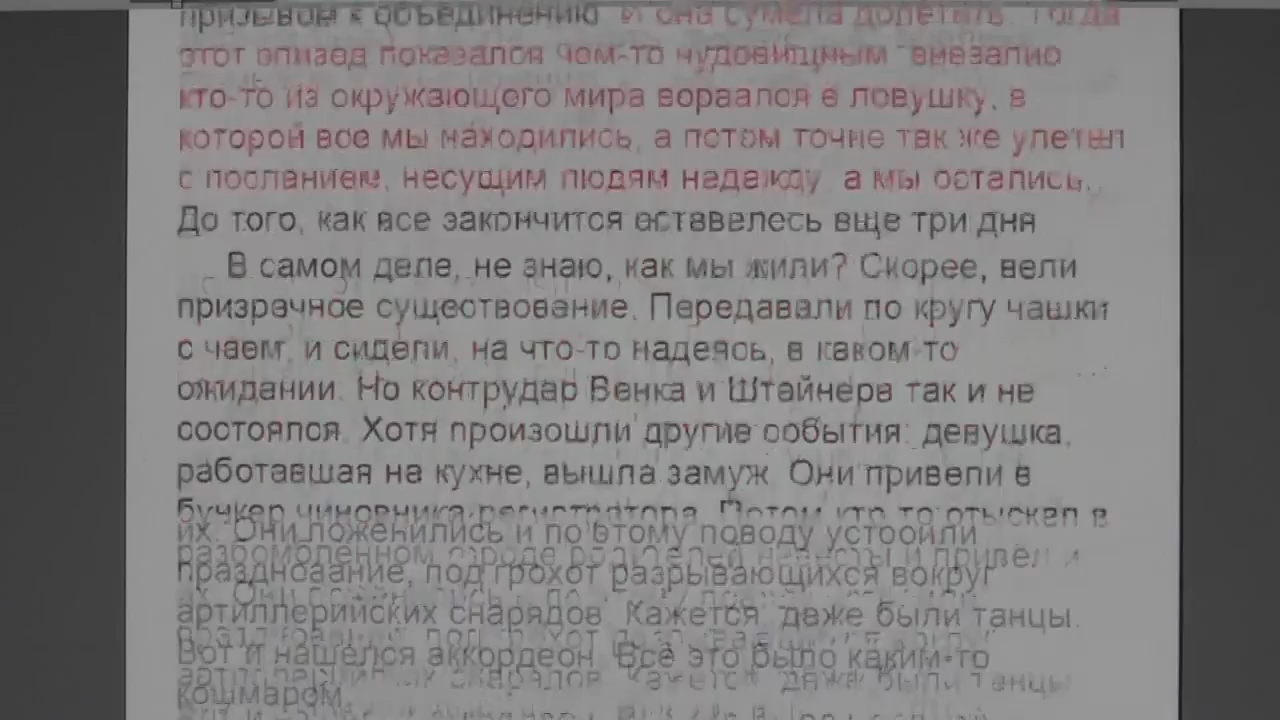 призывом к объединению и она сумела долететь. Тогда
этот эпизод показался чем-то чудовищным внезапно
кто-то из окружающего мира ворвался в ловушку, в
которой все мы находились, а потом точно так же улетел
с посланием, несущим людям надежду, а мы остались.
До того, как все закончится оставалось еще три дня
В самом деле, не знаю, как мы жили? Скорее, вели
призрачное существование. Передавали по кругу чашки
с чаем, и сидели, на что-то надеясь, в каком-то
ожидании. Но контрудар Венка и Штайнера так и не
состоялся. Хотя произошли другие события: девушка,
работавшая на кухне, вышла замуж. Они привели в
бункер чиновника-регистратора. Потом кто то отыскал в
их. Они поженились и по этому поводу устроили
празднование, под грохот разрывающихся вокруг
артиллерийских снарядов. Кажется даже были танцы.
Вот и нашелся аккордеон. Всё это было каким-то
кошмаром.